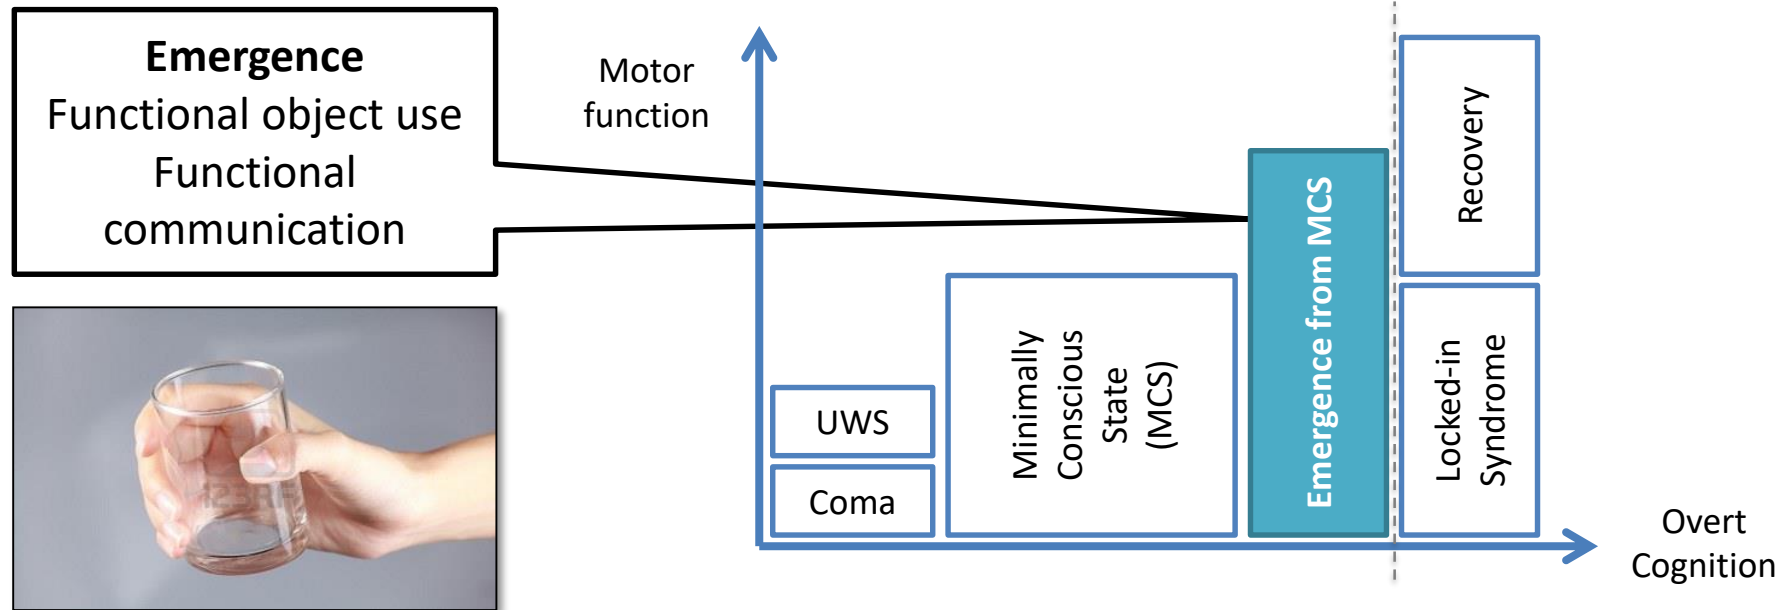 Emergence
Functional object use
Functional
communication
Motor
function
UWS
Coma
Minimally
Conscious
State
(MCS)
Emergence from MCS
Recovery
Locked-in
Syndrome
Overt
Cognition
123RF